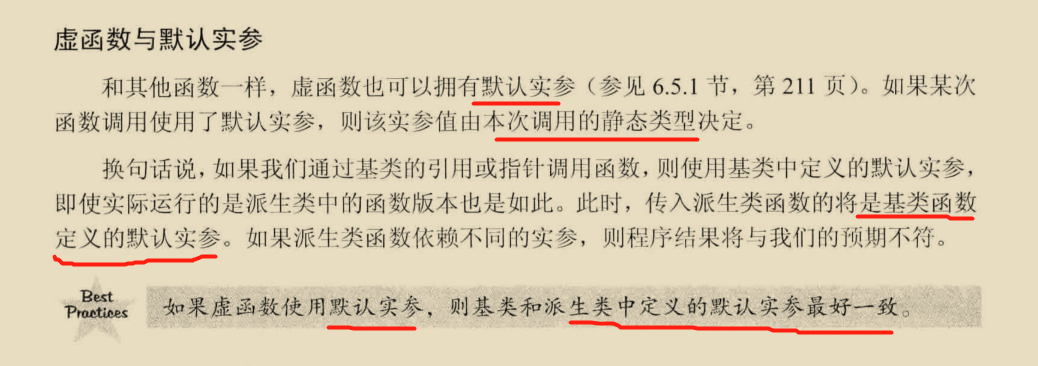 虚函数与默认实参
和其他函数一样，虚函数也可以拥有默认实参（参见 6.5.1 节，第 211 页）。如果某次
函数调用使用了默认实参，则该实参值由本次调用的静态类型决定。
换句话说，如果我们通过基类的引用或指针调用函数，则使用基类中定义的默认实参，
即使实际运行的是派生类中的函数版本也是如此。此时，传入派生类函数的将是基类函数
定义的默认实参。如果派生类函数依赖不同的实参，则程序结果将与我们的预期不符。
Best
Practices
如果虚函数使用默认实参，则基类和派生类中定义的默认实参最好一致。